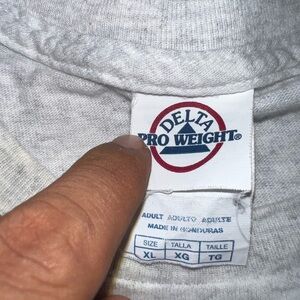 DELTA
PRO WEIGHT®
ADULT ADULTO ADULTE
MADE IN HONDURAS
SIZE TALLA TAILLE
XL XG TG